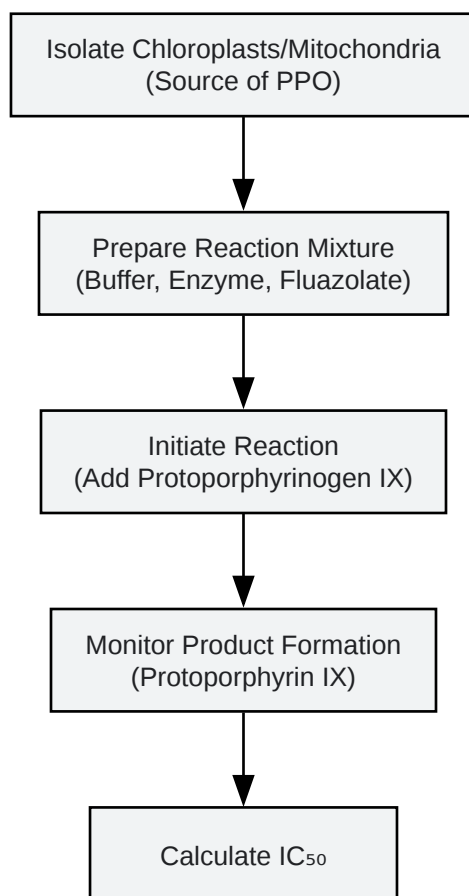 Isolate Chloroplasts/Mitochondria
(Source of PPO)
Prepare Reaction Mixture
(Buffer, Enzyme, Fluazolate)
Initiate Reaction
(Add Protoporphyrinogen IX)
Monitor Product Formation
(Protoporphyrin IX)
Calculate IC₅₀